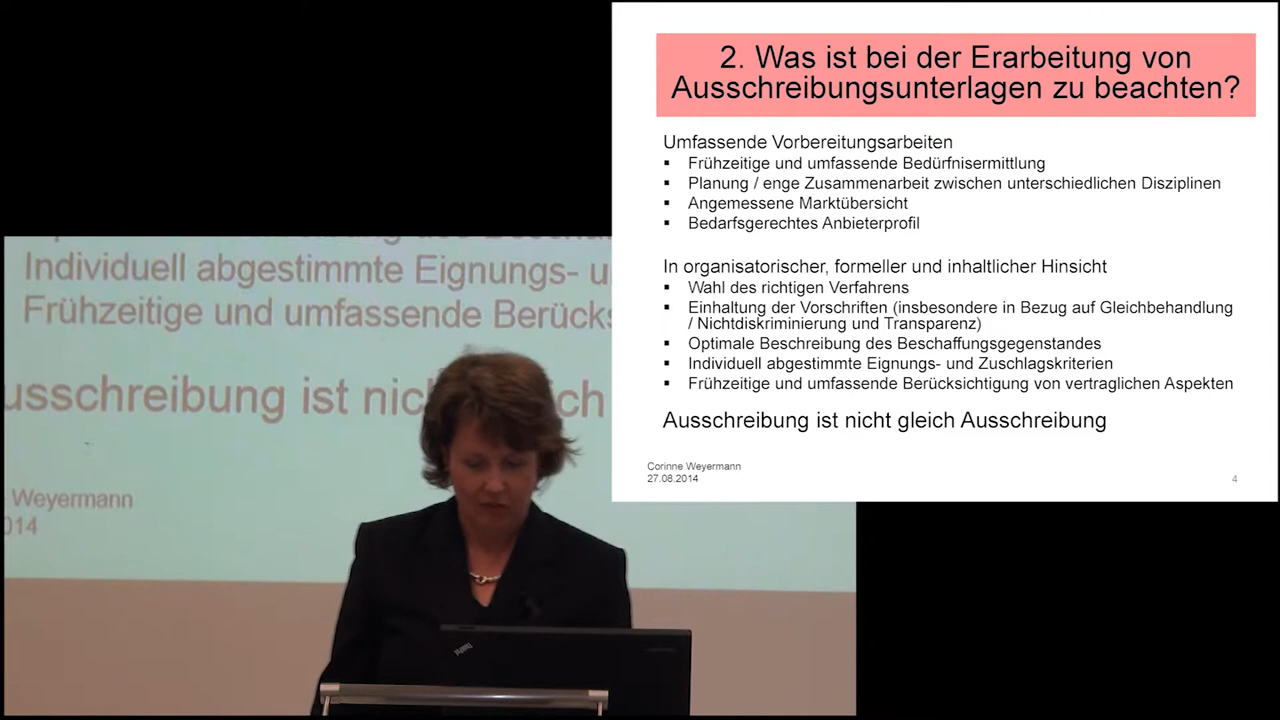 2. Was ist bei der Erarbeitung von
Ausschreibungsunterlagen zu beachten?
Umfassende Vorbereitungsarbeiten
▪ Frühzeitige und umfassende Bedürfnisermittlung
▪ Planung / enge Zusammenarbeit zwischen unterschiedlichen Disziplinen
▪ Angemessene Marktübersicht
▪ Bedarfsgerechtes Anbieterprofil
In organisatorischer, formeller und inhaltlicher Hinsicht
▪ Wahl des richtigen Verfahrens
▪ Einhaltung der Vorschriften (insbesondere in Bezug auf Gleichbehandlung
/ Nichtdiskriminierung und Transparenz)
▪ Optimale Beschreibung des Beschaffungsgegenstandes
▪ Individuell abgestimmte Eignungs- und Zuschlagskriterien
▪ Frühzeitige und umfassende Berücksichtigung von vertraglichen Aspekten
Ausschreibung ist nicht gleich Ausschreibung
Corinne Weyermann
27.08.2014
4
Individuell abgestimmte Eignungs- u
Frühzeitige und umfassende Berücks
usschreibung ist nic ch
Weyermann
014
ThinkPad